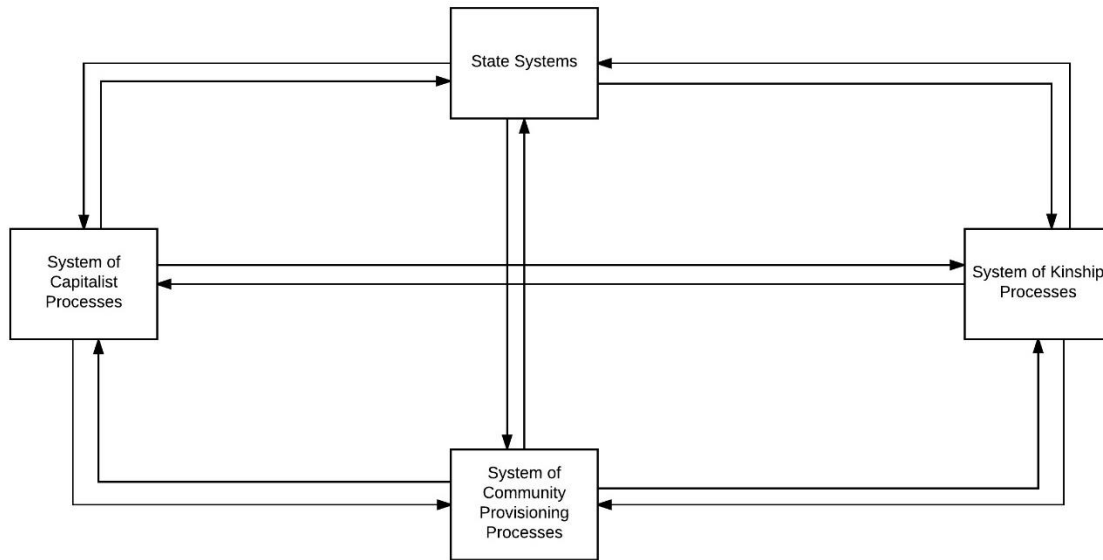 State Systems
System of
Capitalist
Processes
System of Kinship
Processes
System of
Community
Provisioning
Processes